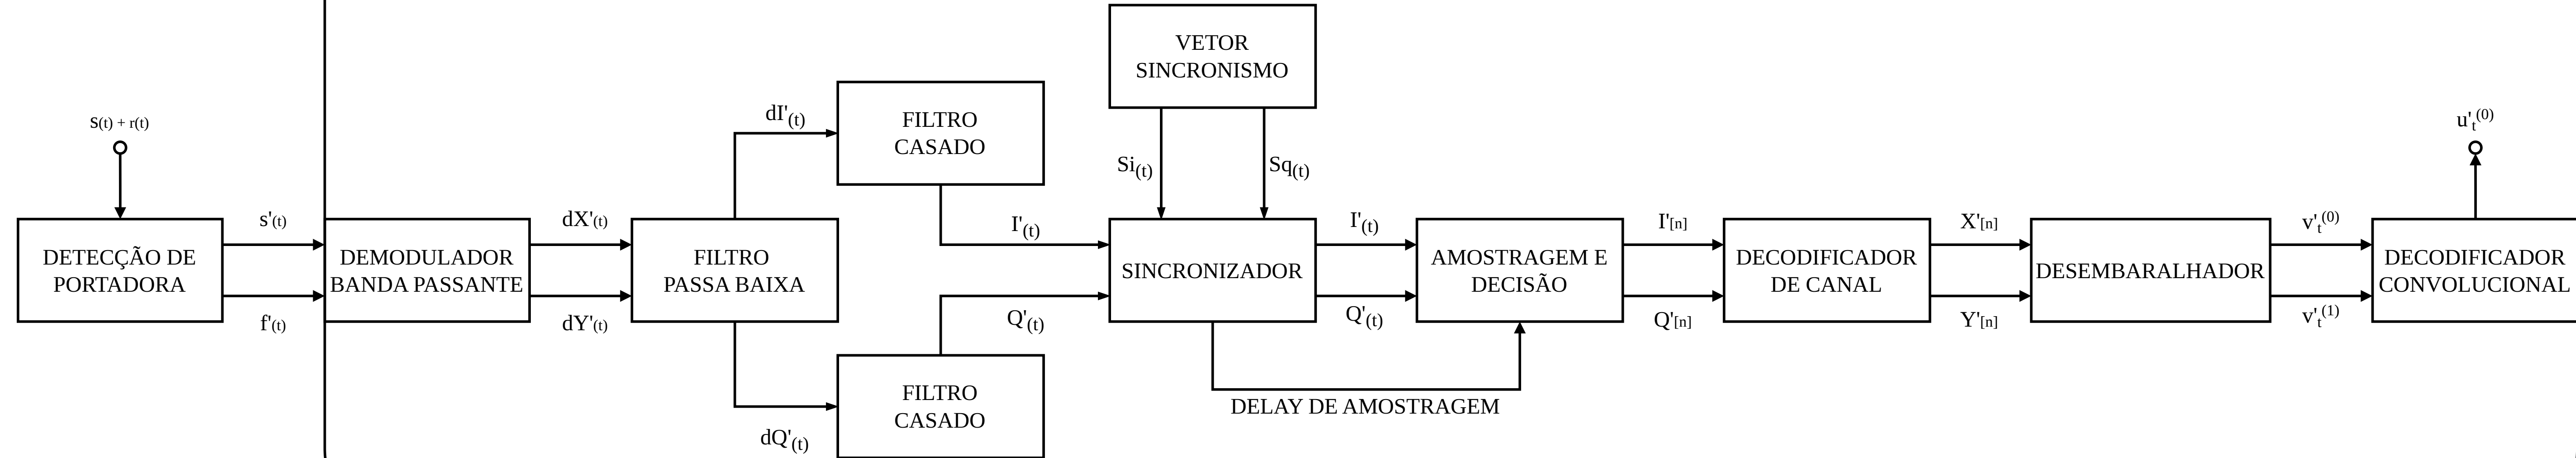 s(t) + r(t)
DETECÇÃO DE
PORTADORA
s'(t)
f'(t)
DEMODULADOR
BANDA PASSANTE
dX'(t)
dY'(t)
FILTRO
PASSA BAIXA
dI'(t)
dQ'(t)
FILTRO
CASADO
FILTRO
CASADO
I'(t)
Q'(t)
VETOR
SINCRONISMO
Si(t)
Sq(t)
SINCRONIZADOR
I'(t)
Q'(t)
DELAY DE AMOSTRAGEM
AMOSTRAGEM E
DECISÃO
I'[n]
Q'[n]
DECODIFICADOR
DE CANAL
X'[n]
Y'[n]
DESEMBARALHADOR
v't(0)
v't(1)
DECODIFICADOR
CONVOLUCIONAL
u't(0)